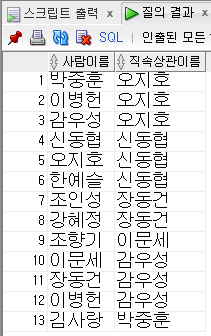 스크립트 출력 × 질의 결과 ×
SQL | 인출된 모든
사람이름 직속상관이름
1 박중훈 오지호
2 이병헌 오지호
3 감우성 오지호
4 신동협 신동협
5 오지호 신동협
6 한예슬 신동협
7 조인성 장동건
8 강혜정 장동건
9 조향기 이문세
10 이문세 감우성
11 장동건 감우성
12 이병헌 감우성
13 김사랑 박중훈